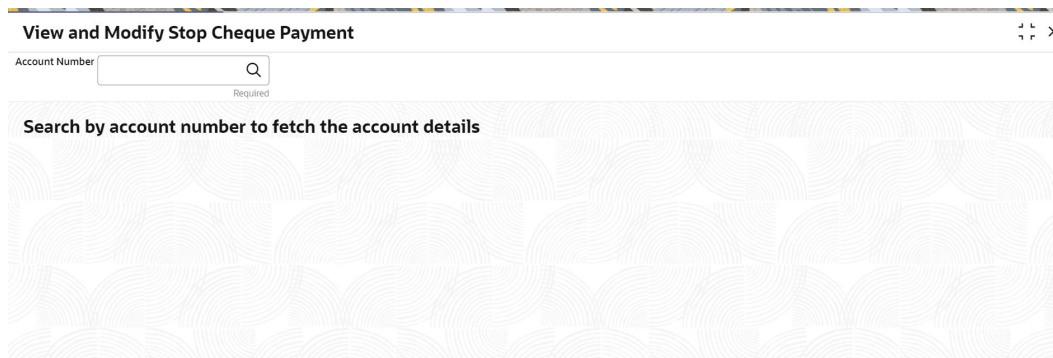 View and Modify Stop Cheque Payment
Account Number
Required
Search by account number to fetch the account details